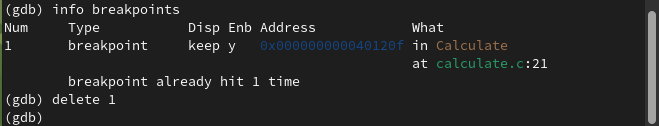 (gdb) info breakpoints
Num     Type           Disp Enb Address            What
1       breakpoint     keep y   0x000000000040120f in Calculate
                                                   at calculate.c:21
        breakpoint already hit 1 time
(gdb) delete 1
(gdb)